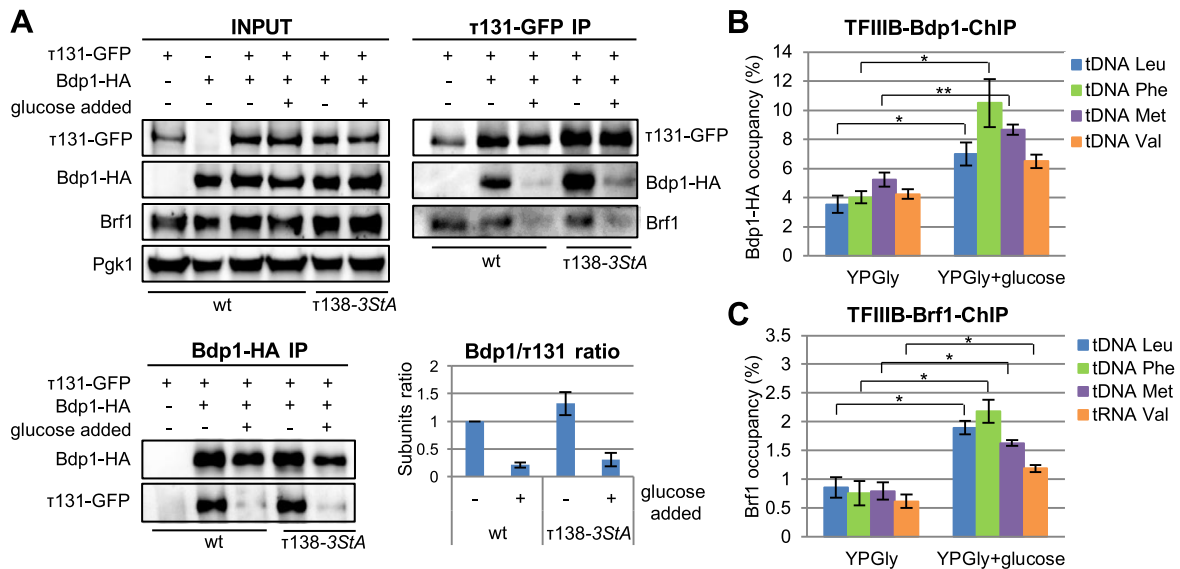 A
INPUT
τ131-GFP + - + + + +
Bdp1-HA - + + + + +
glucose added - - - + - +
τ131-GFP
Bdp1-HA
Brf1
Pgk1
wt τ138-3StA
τ131-GFP IP
+ + + + +
- + + + +
- - + - +
τ131-GFP
Bdp1-HA
Brf1
wt τ138-3StA
Bdp1-HA IP
τ131-GFP + + + + +
Bdp1-HA - + + + +
glucose added - - + - +
Bdp1-HA
τ131-GFP
wt τ138-3StA
Bdp1/τ131 ratio
Subunits ratio
2
1.5
1
0.5
0
- + - + glucose added
wt τ138-3StA
B
TFIIIB-Bdp1-ChIP
Bdp1-HA occupancy (%)
14
12
10
8
6
4
2
0
*
**
*
YPGly YPGly+glucose
tDNA Leu
tDNA Phe
tDNA Met
tDNA Val
C
TFIIIB-Brf1-ChIP
Brf1 occupancy (%)
3.5
3
2.5
2
1.5
1
0.5
0
*
*
*
*
YPGly YPGly+glucose
tDNA Leu
tDNA Phe
tDNA Met
tRNA Val